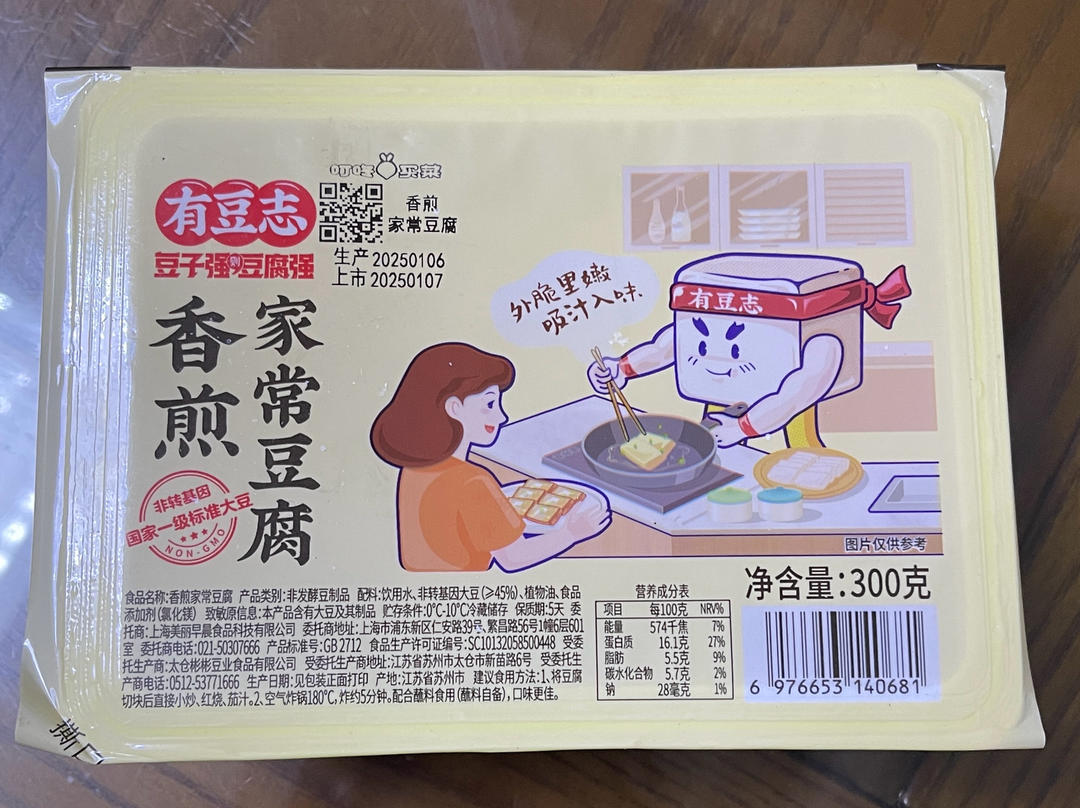 叮咚买菜
有豆志
豆子强 则 豆腐强
香煎
家常豆腐
生产 20250106
上市 20250107
香煎
家常豆腐
非转基因
国家一级标准大豆
NON-GMO
外脆里嫩
吸汁入味
有豆志
图片仅供参考
净含量:300克
食品名称:香煎家常豆腐 产品类别:非发酵豆制品 配料:饮用水、非转基因大豆(≥45%)、植物油、食品
添加剂(氯化镁) 致敏原信息:本产品含有大豆及其制品 贮存条件:0℃-10℃冷藏储存 保质期:5天 委
托商:上海美丽早晨食品科技有限公司 委托商地址:上海市浦东新区仁安路39号、繁昌路56号1幢6层601
室 委托商电话:021-50307666 产品标准号:GB 2712 食品生产许可证编号:SC10132058500448 受委
托生产商:太仓彬彬豆业食品有限公司 受委托生产商地址:江苏省苏州市太仓市新苗路6号 受委托生
产商电话:0512-53771666 生产日期:见包装正面打印 产地:江苏省苏州市 建议食用方法:1、将豆腐
切块后直接小炒、红烧、茄汁。2、空气炸锅180℃,炸约5分钟。配合蘸料食用(蘸料自备),口味更佳。
营养成分表
项目 每100克 NRV%
能量 574千焦 7%
蛋白质 16.1克 27%
脂肪 5.5克 9%
碳水化合物 5.7克 2%
钠 28毫克 1%
6 976653 140681
撕